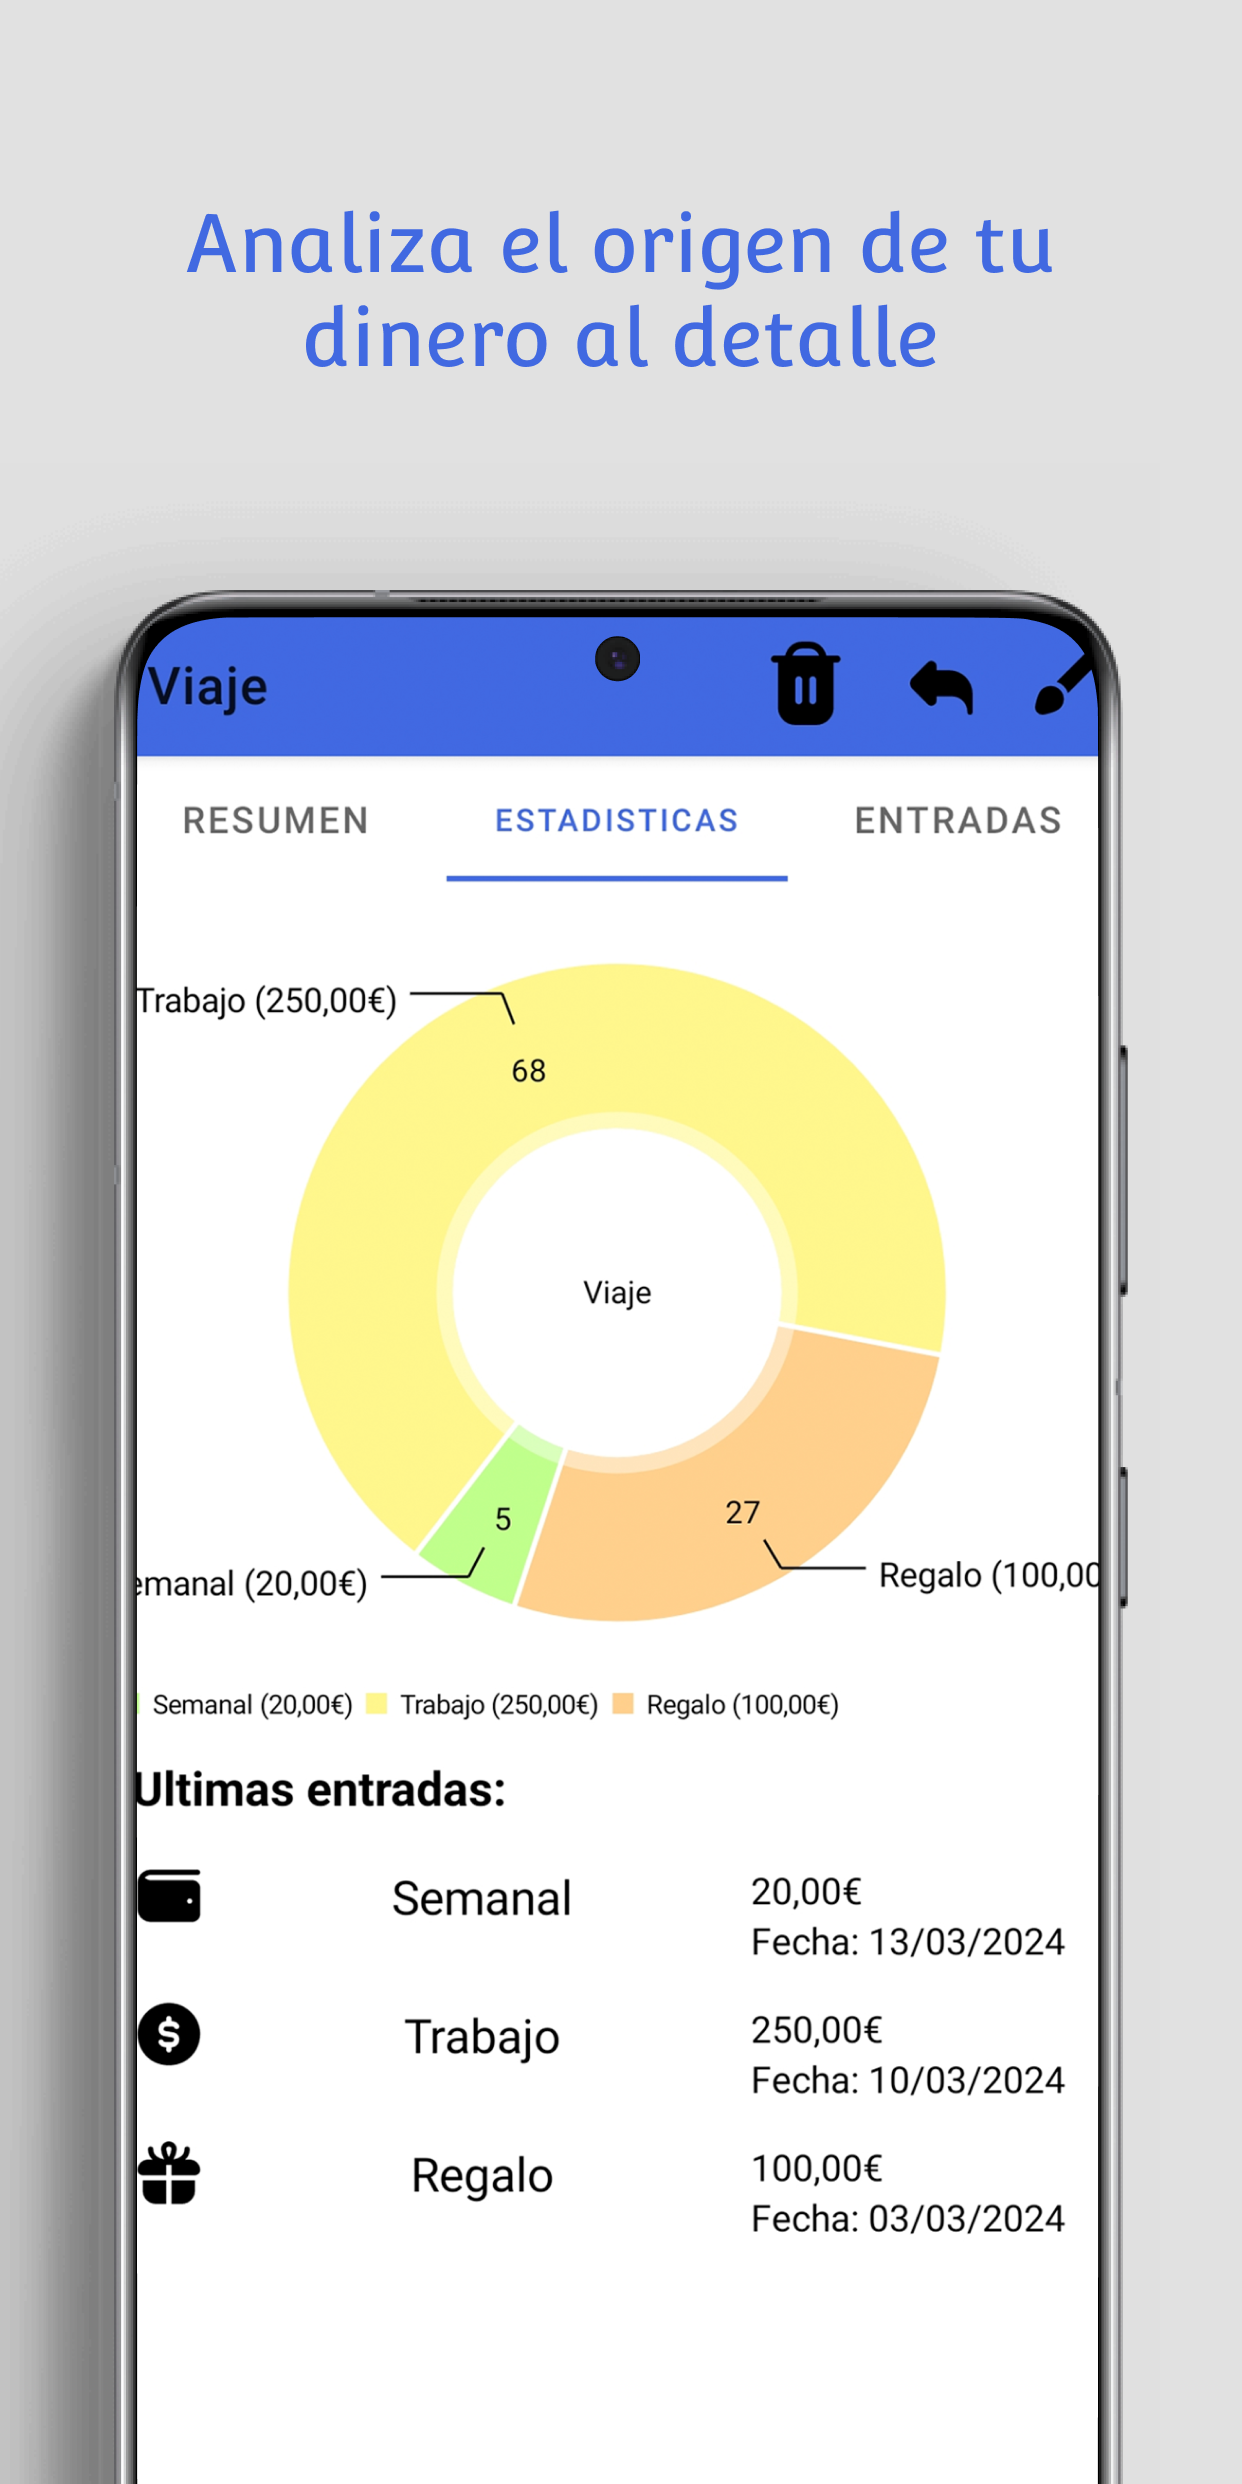 Analiza el origen de tu
dinero al detalle
Viaje
RESUMEN ESTADISTICAS ENTRADAS
Trabajo (250,00€)
68
Viaje
5
27
emanal (20,00€)
Regalo (100,00
Semanal (20,00€) Trabajo (250,00€) Regalo (100,00€)
Ultimas entradas:
Semanal
20,00€
Fecha: 13/03/2024
$
Trabajo
250,00€
Fecha: 10/03/2024
Regalo
100,00€
Fecha: 03/03/2024